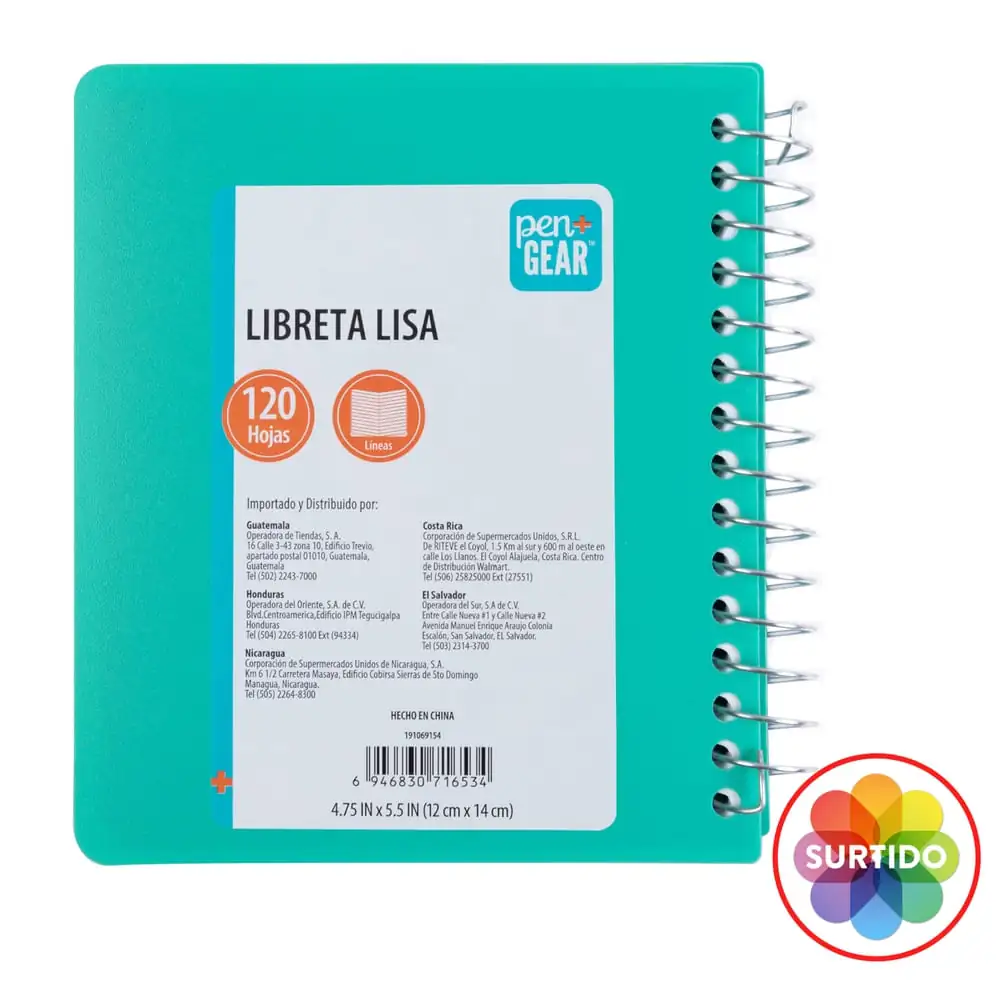 pen+
GEAR™
LIBRETA LISA
120
Hojas
Líneas
Importado y Distribuido por:
Guatemala
Operadora de Tiendas, S. A.
16 Calle 3-43 zona 10, Edificio Trevio,
apartado postal 01010, Guatemala,
Guatemala
Tel (502) 2243-7000
Honduras
Operadora del Oriente, S.A. de C.V.
Blvd.Centroamerica,Edificio IPM Tegucigalpa
Honduras
Tel (504) 2265-8100 Ext (94334)
Nicaragua
Corporación de Supermercados Unidos de Nicaragua, S.A.
Km 6 1/2 Carretera Masaya, Edificio Cobirsa Sierras de Sto Domingo
Managua, Nicaragua.
Tel (505) 2264-8300
Costa Rica
Corporación de Supermercados Unidos, S.R.L.
De RITEVE el Coyol, 1.5 Km al sur y 600 m al oeste en
calle Los Llanos. El Coyol Alajuela, Costa Rica. Centro
de Distribución Walmart.
Tel (506) 25825000 Ext (27551)
El Salvador
Operadora del Sur, S.A de C.V.
Entre Calle Nueva #1 y Calle Nueva #2
Avenida Manuel Enrique Araujo Colonia
Escalón, San Salvador, EL Salvador.
Tel (503) 2314-3700
HECHO EN CHINA
191069154
6 946830 716534
4.75 IN x 5.5 IN (12 cm x 14 cm)
SURTIDO